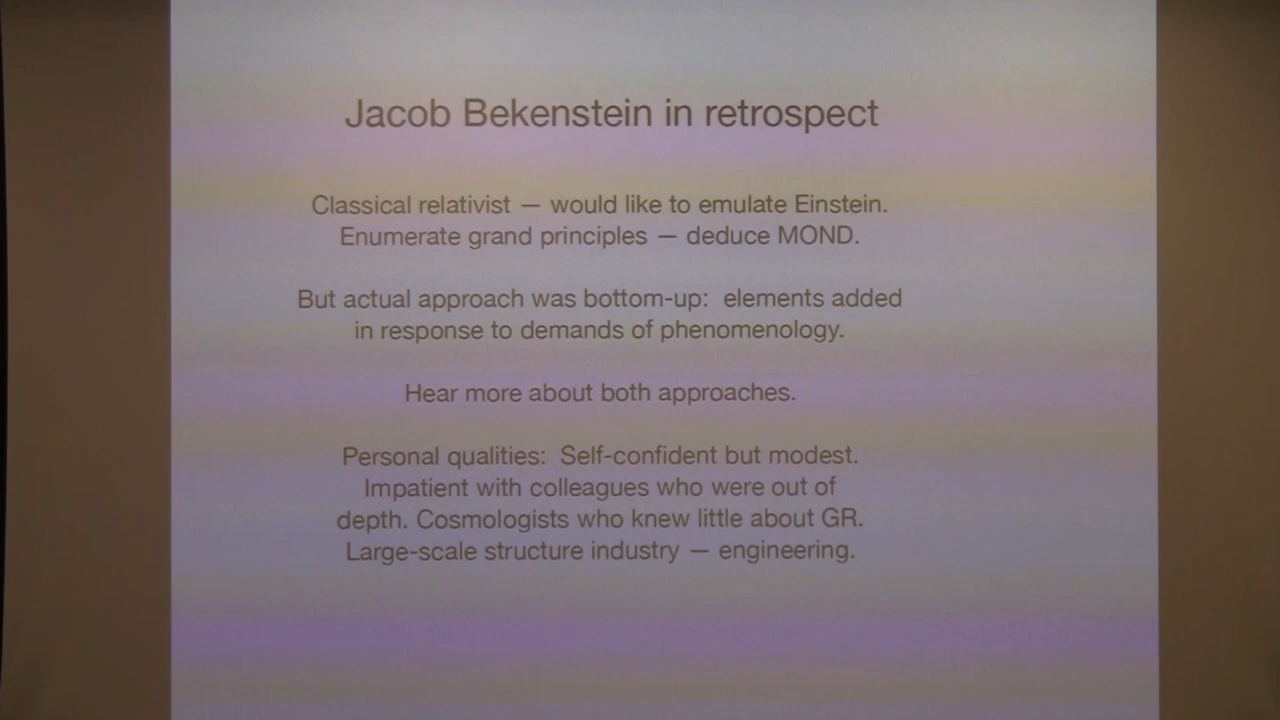 Jacob Bekenstein in retrospect
Classical relativist — would like to emulate Einstein.
Enumerate grand principles — deduce MOND.
But actual approach was bottom-up: elements added
in response to demands of phenomenology.
Hear more about both approaches.
Personal qualities: Self-confident but modest.
Impatient with colleagues who were out of
depth. Cosmologists who knew little about GR.
Large-scale structure industry — engineering.